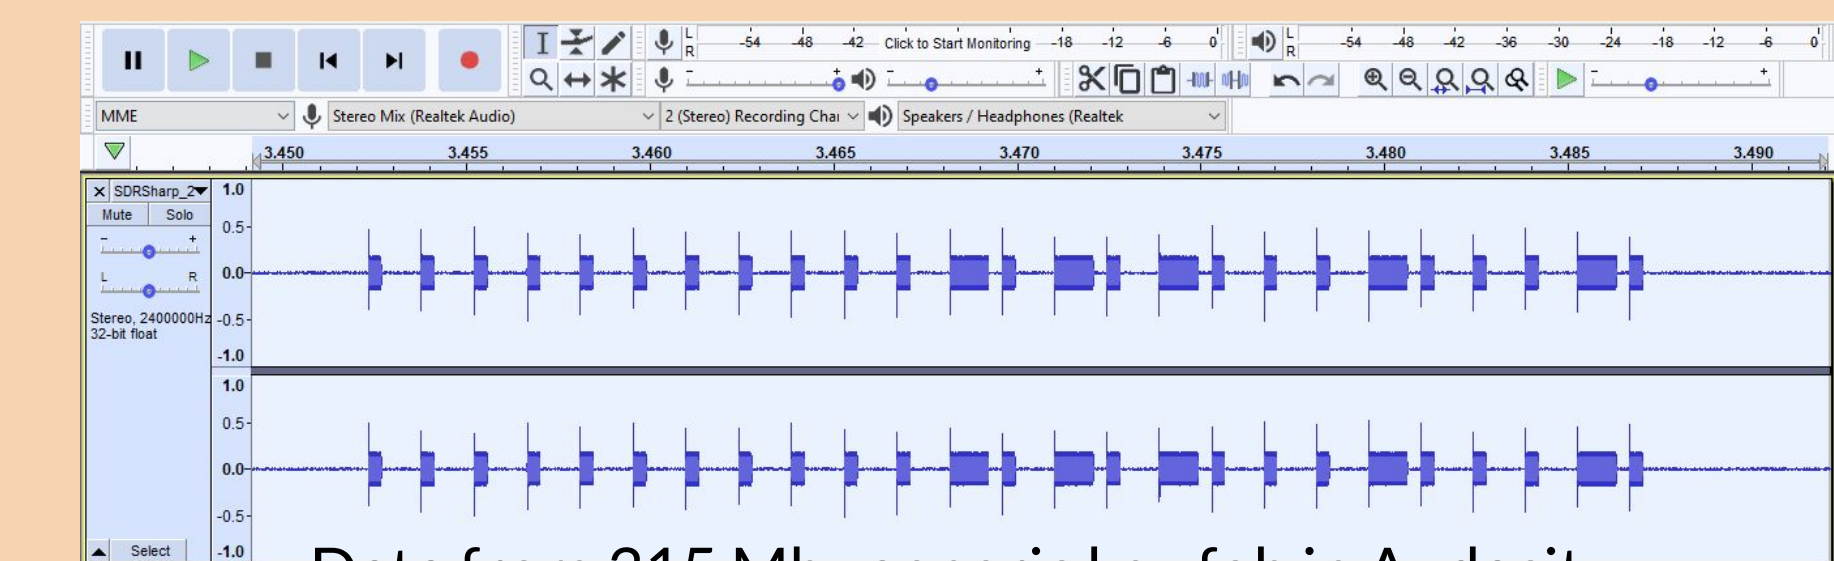 L
R
-54 -48 -42 Click to Start Monitoring -18 -12 -6 0
L
R
-54 -48 -42 -36 -30 -24 -18 -12 -6 0
- +
- +
- +
MME
Stereo Mix (Realtek Audio)
2 (Stereo) Recording Chai
Speakers / Headphones (Realtek
3.450 3.455 3.460 3.465 3.470 3.475 3.480 3.485 3.490
SDRSharp_2
Mute Solo
- +
L R
Stereo, 2400000Hz
32-bit float
1.0
0.5
0.0
-0.5
-1.0
1.0
0.5
0.0
-0.5
-1.0
Select